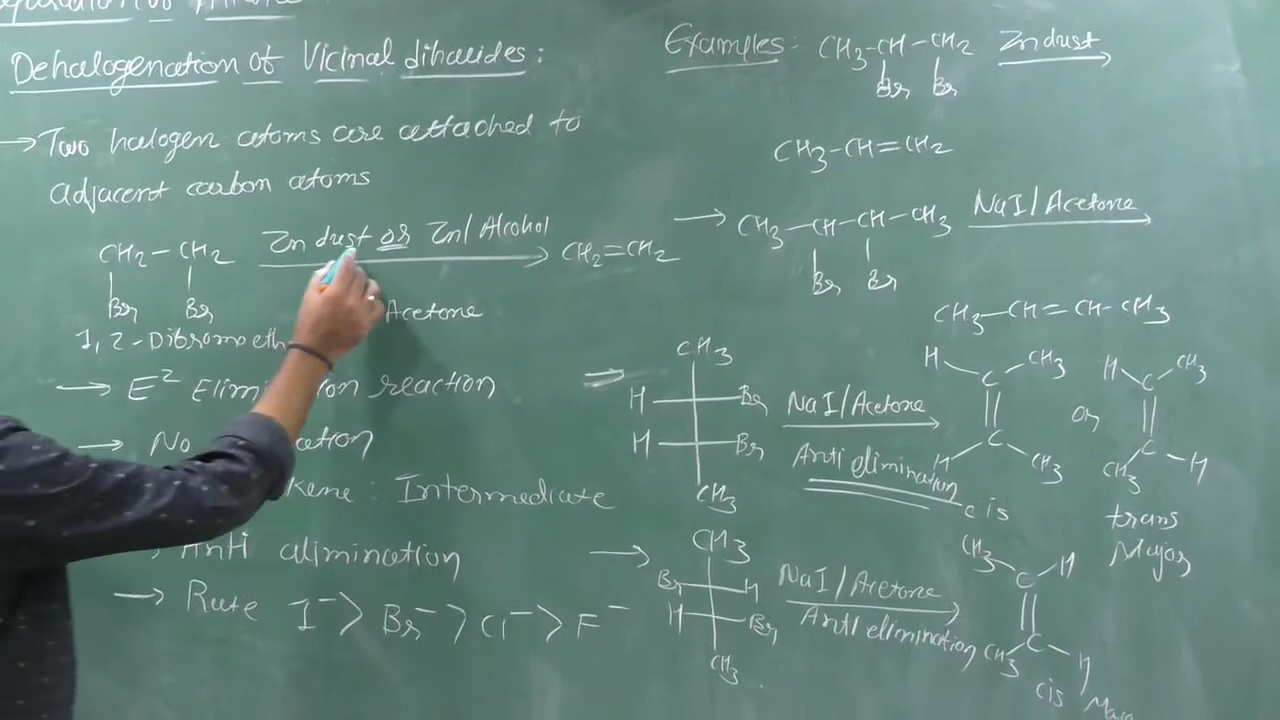 Dehalogenation of Vicinal dihalides:
→ Two halogen atoms are attached to
adjacent carbon atoms
CH2 – CH2 Zn dust or Zn/Alcohol → CH2=CH2
Br Br Acetone
1,2-Dibromoeth
→ E2 Elimi on reaction
→ No cation
kene: Intermediate
Anti alimination
→ Rate I⁻ > Br⁻ > Cl⁻ > F⁻
Examples: CH3-CH-CH2 Zn dust →
Br Br
CH3-CH=CH2
→ CH3-CH-CH-CH3 NaI/Acetone →
Br Br
CH3-CH=CH-CH3
→ CH3
H Br
H Br
CH3
NaI/Acetone →
Anti elimination
H CH3
C
||
C
H CH3
cis
or
H CH3
C
||
C
CH3 H
trans
Major
→ CH3
Br H
H Br
CH3
NaI/Acetone →
Anti elimination
CH3 H
C
||
C
CH3 H
cis